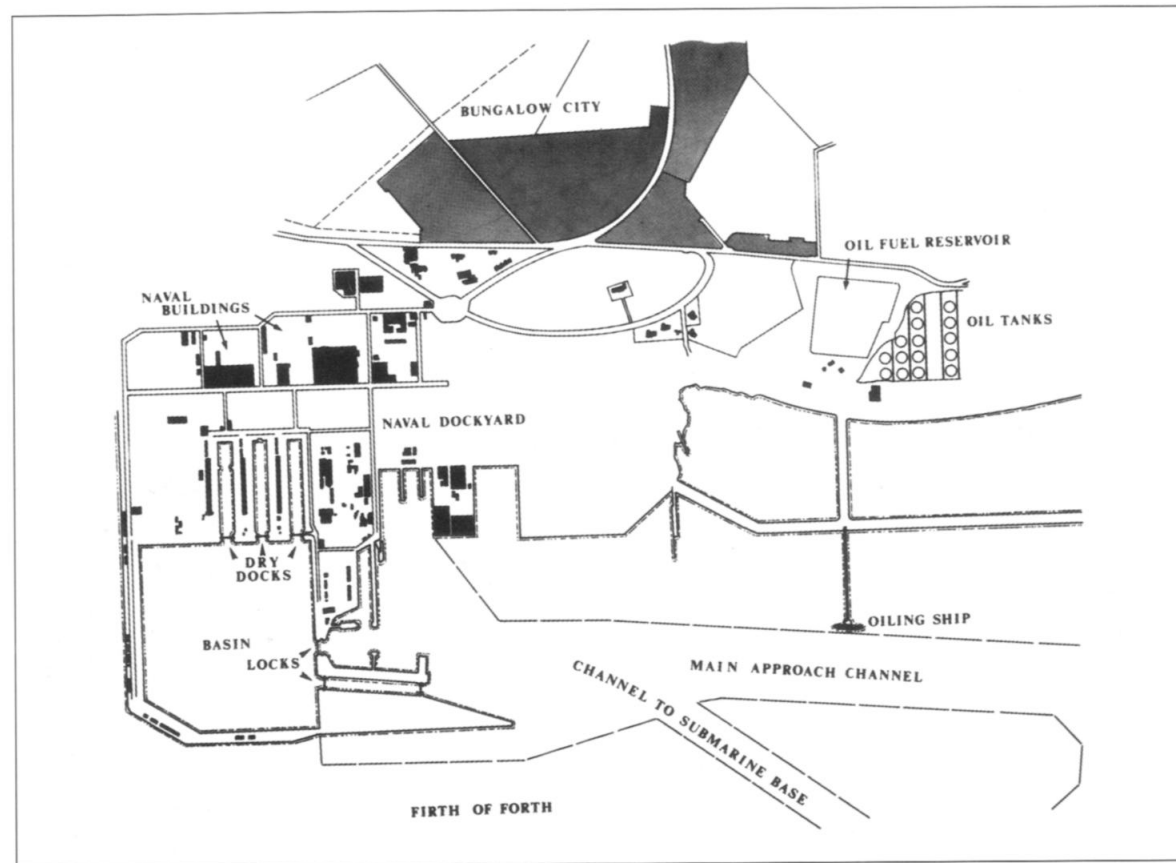 BUNGALOW CITY
OIL FUEL RESERVOIR
NAVAL
BUILDINGS
OIL TANKS
NAVAL DOCKYARD
DRY
DOCKS
OILING SHIP
BASIN
LOCKS
MAIN APPROACH CHANNEL
CHANNEL TO SUBMARINE BASE
FIRTH OF FORTH